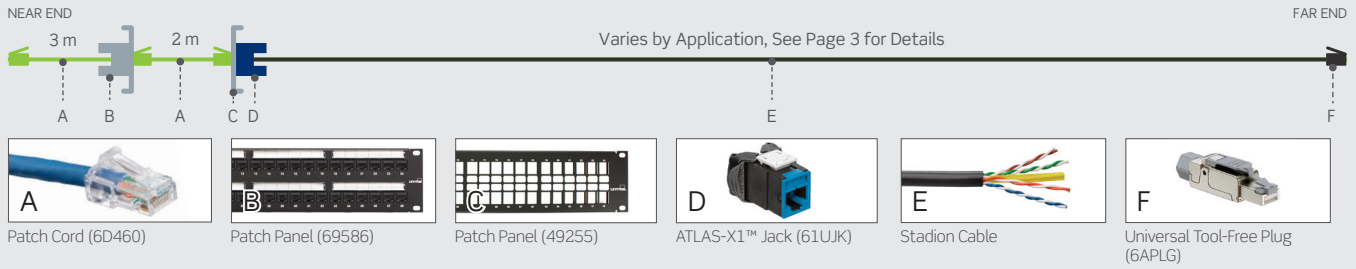 NEAR END
FAR END
3 m
2 m
Varies by Application, See Page 3 for Details
A
B
A
C
D
E
F
A
B
C
D
E
F
Patch Cord (6D460)
Patch Panel (69586)
Patch Panel (49255)
ATLAS-X1™ Jack (61UJK)
Stadion Cable
Universal Tool-Free Plug
(6APLG)